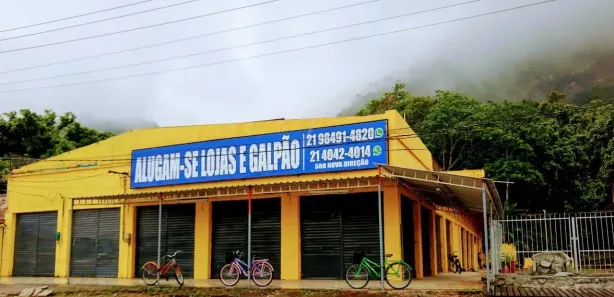 ALUGAM-SE LOJAS E GALPÃO
21 98491-4820
21 4042-4014
SOB NOVA DIREÇÃO